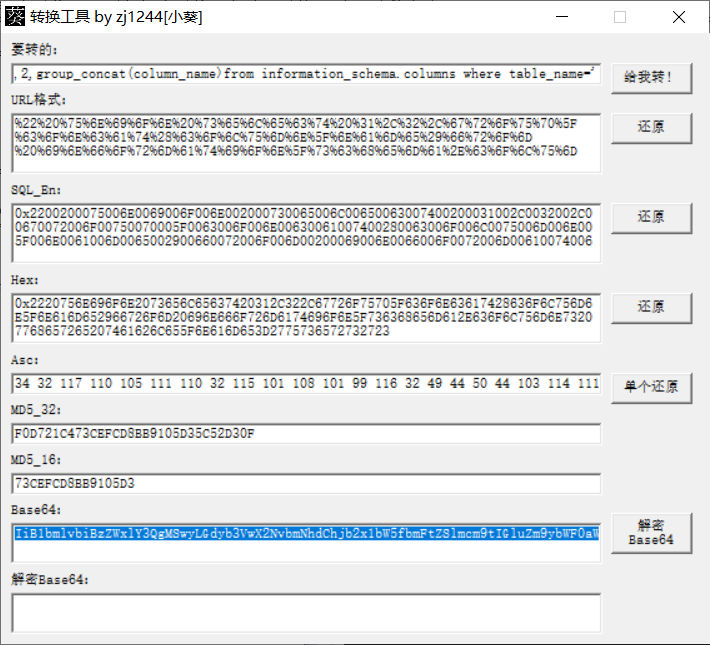 转换工具 by zj1244[小葵]
要转的:
,2,group_concat(column_name)from information_schema.columns where table_name='
给我转!
URL格式:
%22%20%75%6E%69%6F%6E%20%73%65%6C%65%63%74%20%31%2C%32%2C%67%72%6F%75%70%5F
%63%6F%6E%63%61%74%28%63%6F%6C%75%6D%6E%5F%6E%61%6D%65%29%66%72%6F%6D
%20%69%6E%66%6F%72%6D%61%74%69%6F%6E%5F%73%63%68%65%6D%61%2E%63%6F%6C%75%6D
还原
SQL_En:
0x2200200075006E0069006F006E002000730065006C00650063007400200031002C0032002C0
0670072006F00750070005F0063006F006E00630061007400280063006F006C0075006D006E00
5F006E0061006D0065002900660072006F006D00200069006E0066006F0072006D00610074006
还原
Hex:
0x2220756E696F6E2073656C65637420312C322C67726F75705F636F6E63617428636F6C756D6
E5F6E616D652966726F6D20696E666F726D6174696F6E5F736368656D612E636F6C756D6E7320
7768657265207461626C655F6E616D653D2775736572732723
还原
Asc:
34 32 117 110 105 111 110 32 115 101 108 101 99 116 32 49 44 50 44 103 114 111
单个还原
MD5_32:
F0D721C473CEFCD8BB9105D35C52D30F
MD5_16:
73CEFCD8BB9105D3
Base64:
IiB1bmlvbiBzZWxlY3QgMSwyLGdyb3VwX2NvbmNhdChjb2x1bW5fbmFtZSlmcm9tIGluZm9ybWF0aW
解密
Base64
解密Base64: